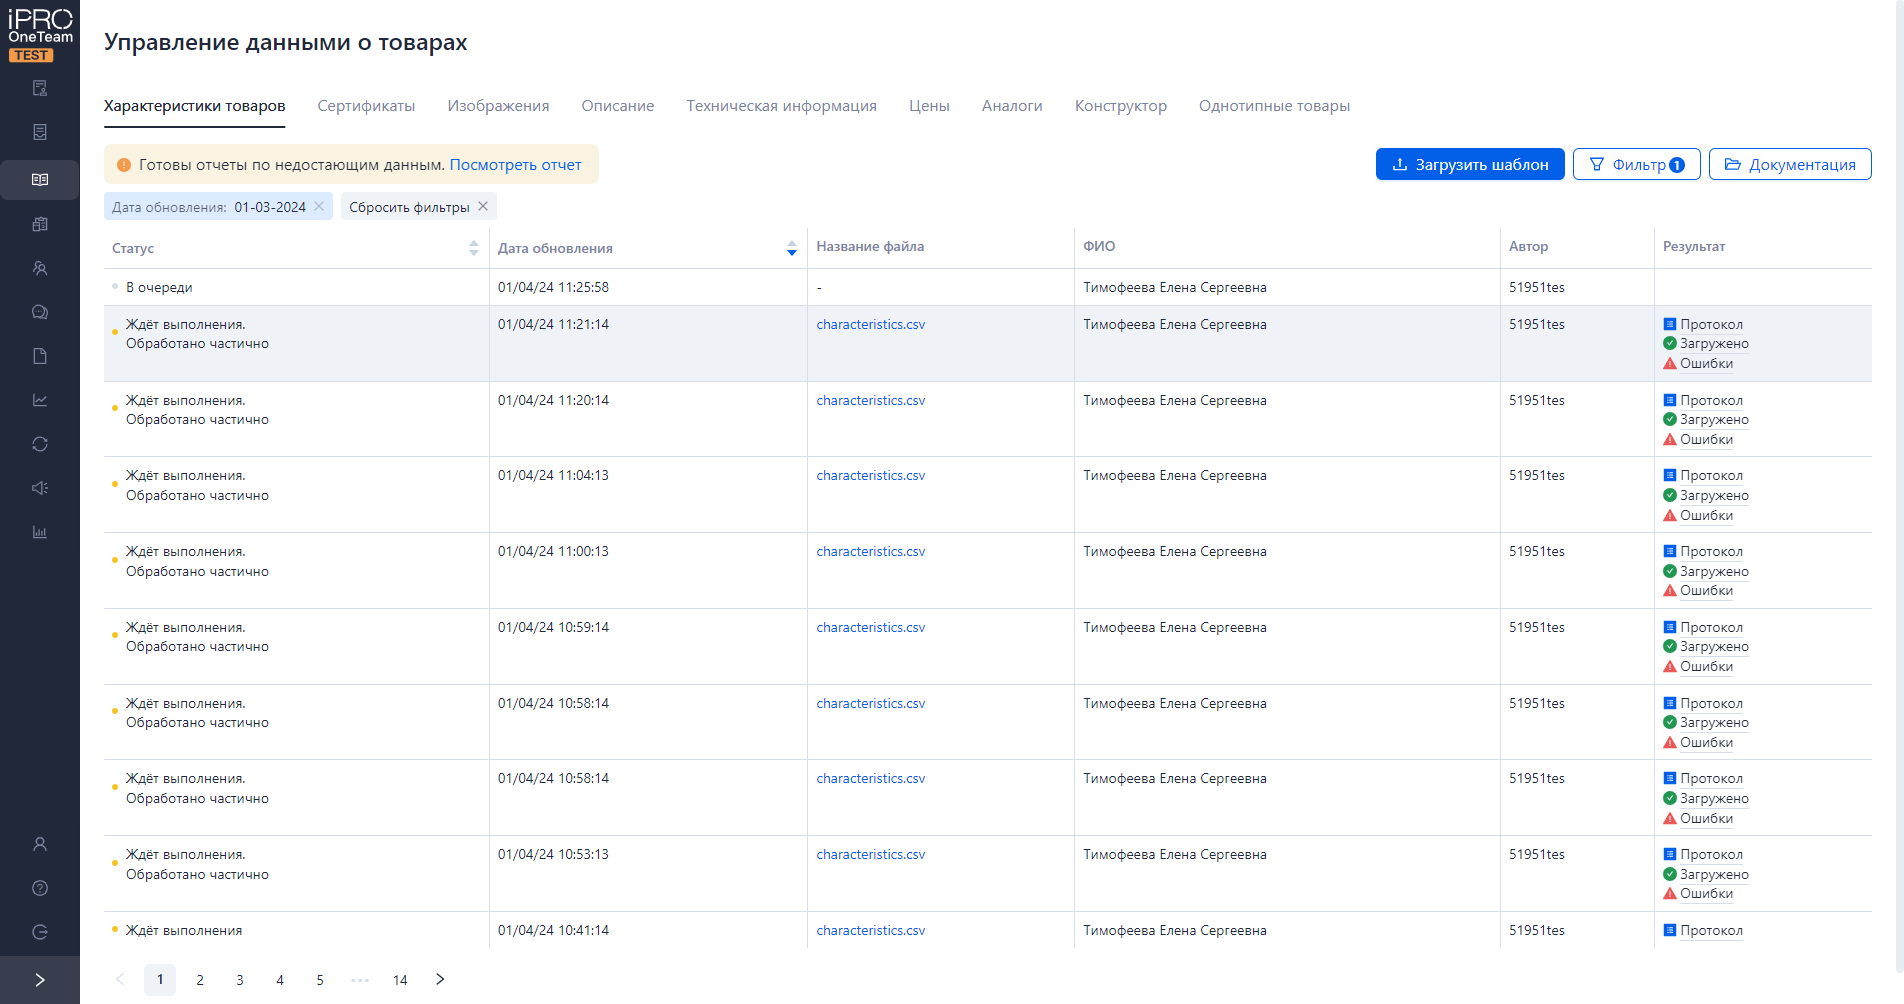 iPRO
OneTeam
TEST
Управление данными о товарах
Характеристики товаров Сертификаты Изображения Описание Техническая информация Цены Аналоги Конструктор Однотипные товары
Готовы отчеты по недостающим данным. Посмотреть отчет
Загрузить шаблон Фильтр 1 Документация
Дата обновления: 01-03-2024 Сбросить фильтры
Статус Дата обновления Название файла ФИО Автор Результат
В очереди 01/04/24 11:25:58 - Тимофеева Елена Сергеевна 51951tes
Ждёт выполнения. 01/04/24 11:21:14 characteristics.csv Тимофеева Елена Сергеевна 51951tes Протокол
Обработано частично Загружено
Ошибки
Ждёт выполнения. 01/04/24 11:20:14 characteristics.csv Тимофеева Елена Сергеевна 51951tes Протокол
Обработано частично Загружено
Ошибки
Ждёт выполнения. 01/04/24 11:04:13 characteristics.csv Тимофеева Елена Сергеевна 51951tes Протокол
Обработано частично Загружено
Ошибки
Ждёт выполнения. 01/04/24 11:00:13 characteristics.csv Тимофеева Елена Сергеевна 51951tes Протокол
Обработано частично Загружено
Ошибки
Ждёт выполнения. 01/04/24 10:59:14 characteristics.csv Тимофеева Елена Сергеевна 51951tes Протокол
Обработано частично Загружено
Ошибки
Ждёт выполнения. 01/04/24 10:58:14 characteristics.csv Тимофеева Елена Сергеевна 51951tes Протокол
Обработано частично Загружено
Ошибки
Ждёт выполнения. 01/04/24 10:58:14 characteristics.csv Тимофеева Елена Сергеевна 51951tes Протокол
Обработано частично Загружено
Ошибки
Ждёт выполнения. 01/04/24 10:53:13 characteristics.csv Тимофеева Елена Сергеевна 51951tes Протокол
Обработано частично Загружено
Ошибки
Ждёт выполнения 01/04/24 10:41:14 characteristics.csv Тимофеева Елена Сергеевна 51951tes Протокол
1 2 3 4 5 ••• 14